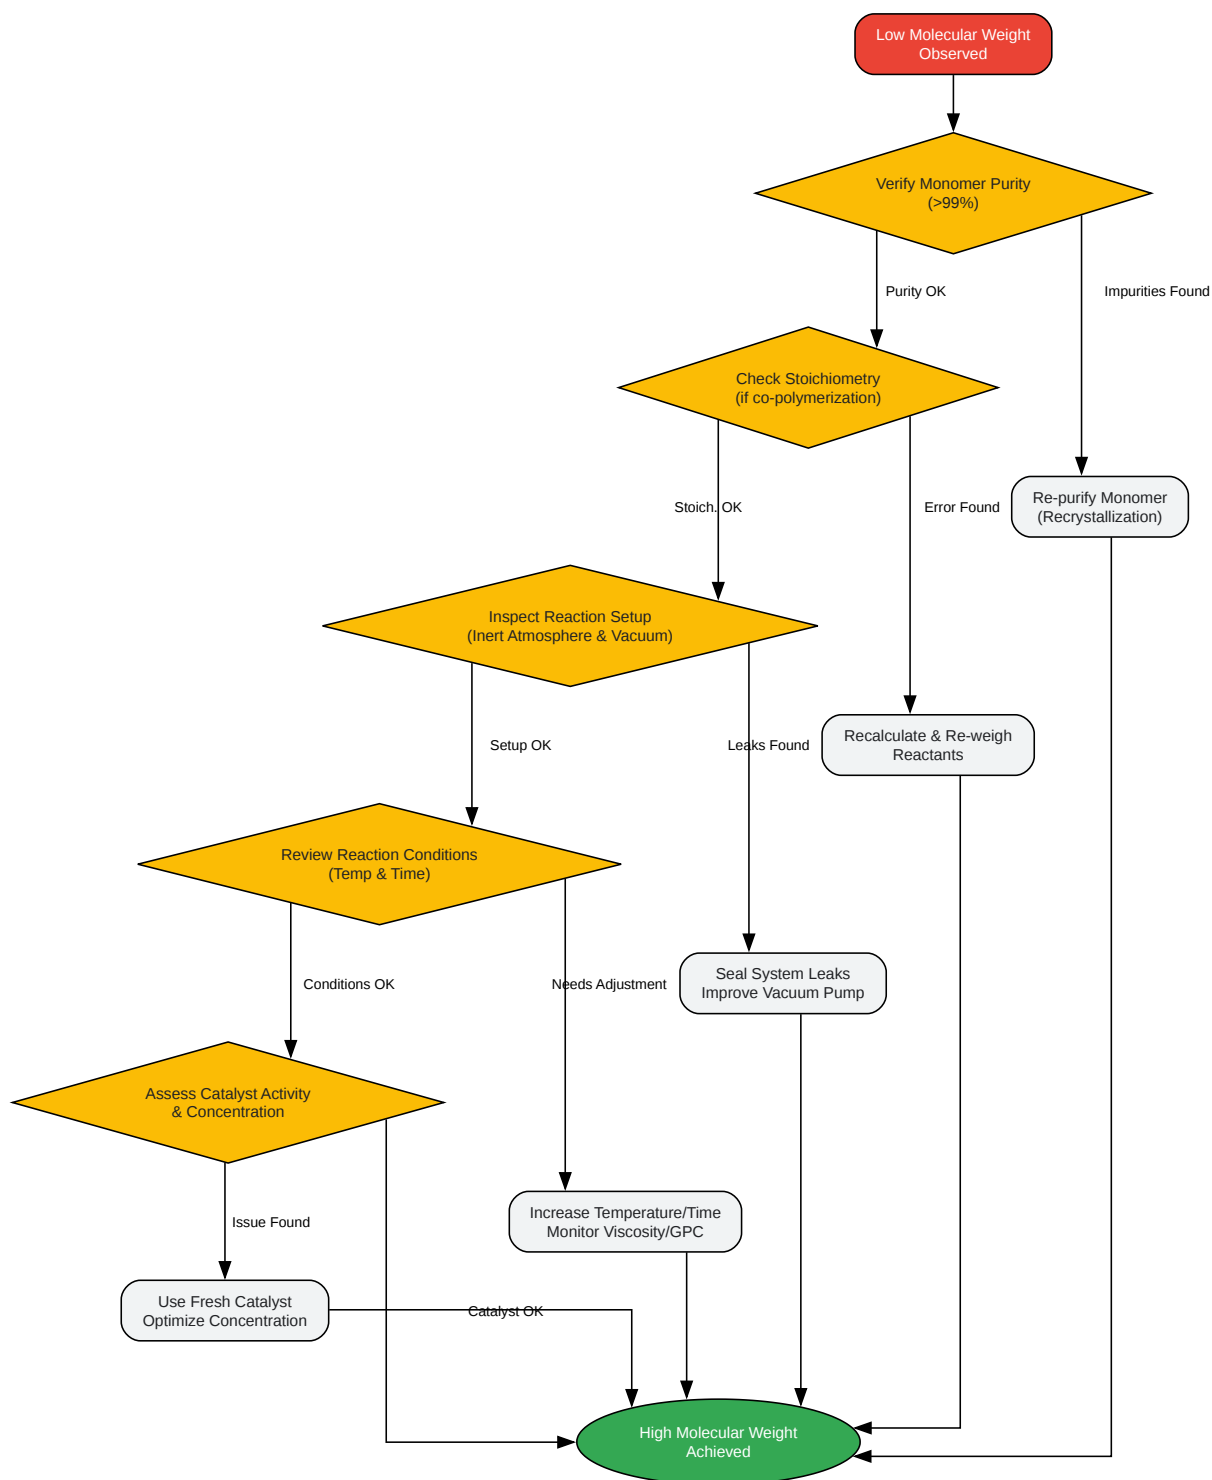 Low Molecular Weight
Observed
Verify Monomer Purity
(>99%)
Purity OK
Impurities Found
Check Stoichiometry
(if co-polymerization)
Stoich. OK
Error Found
Re-purify Monomer
(Recrystallization)
Inspect Reaction Setup
(Inert Atmosphere & Vacuum)
Setup OK
Leaks Found
Recalculate & Re-weigh
Reactants
Review Reaction Conditions
(Temp & Time)
Conditions OK
Needs Adjustment
Seal System Leaks
Improve Vacuum Pump
Assess Catalyst Activity
& Concentration
Issue Found
Increase Temperature/Time
Monitor Viscosity/GPC
Use Fresh Catalyst
Optimize Concentration
Catalyst OK
High Molecular Weight
Achieved